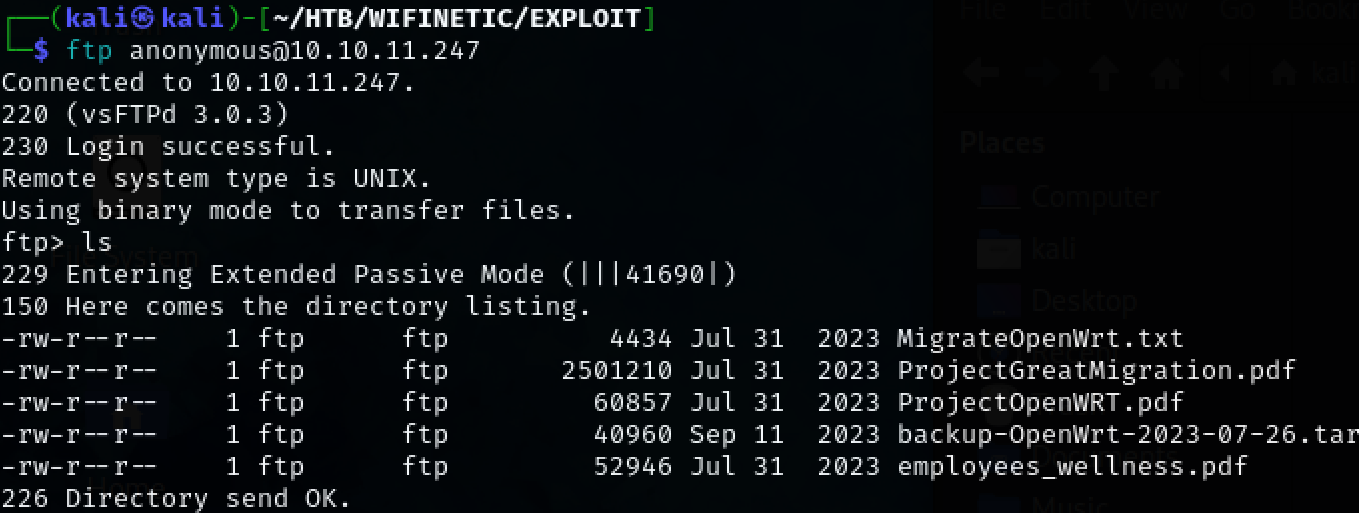 ┌──(kali㉿kali)-[~/HTB/WIFINETIC/EXPLOIT]
└─$ ftp anonymous@10.10.11.247
Connected to 10.10.11.247.
220 (vsFTPd 3.0.3)
230 Login successful.
Remote system type is UNIX.
Using binary mode to transfer files.
ftp> ls
229 Entering Extended Passive Mode (|||41690|)
150 Here comes the directory listing.
-rw-r--r--    1 ftp      ftp          4434 Jul 31  2023 MigrateOpenWrt.txt
-rw-r--r--    1 ftp      ftp       2501210 Jul 31  2023 ProjectGreatMigration.pdf
-rw-r--r--    1 ftp      ftp         60857 Jul 31  2023 ProjectOpenWRT.pdf
-rw-r--r--    1 ftp      ftp         40960 Sep 11  2023 backup-OpenWrt-2023-07-26.tar
-rw-r--r--    1 ftp      ftp         52946 Jul 31  2023 employees_wellness.pdf
226 Directory send OK.
File Edit View Go
kali
Places
Computer
kali
Desktop
Music
File System
Home